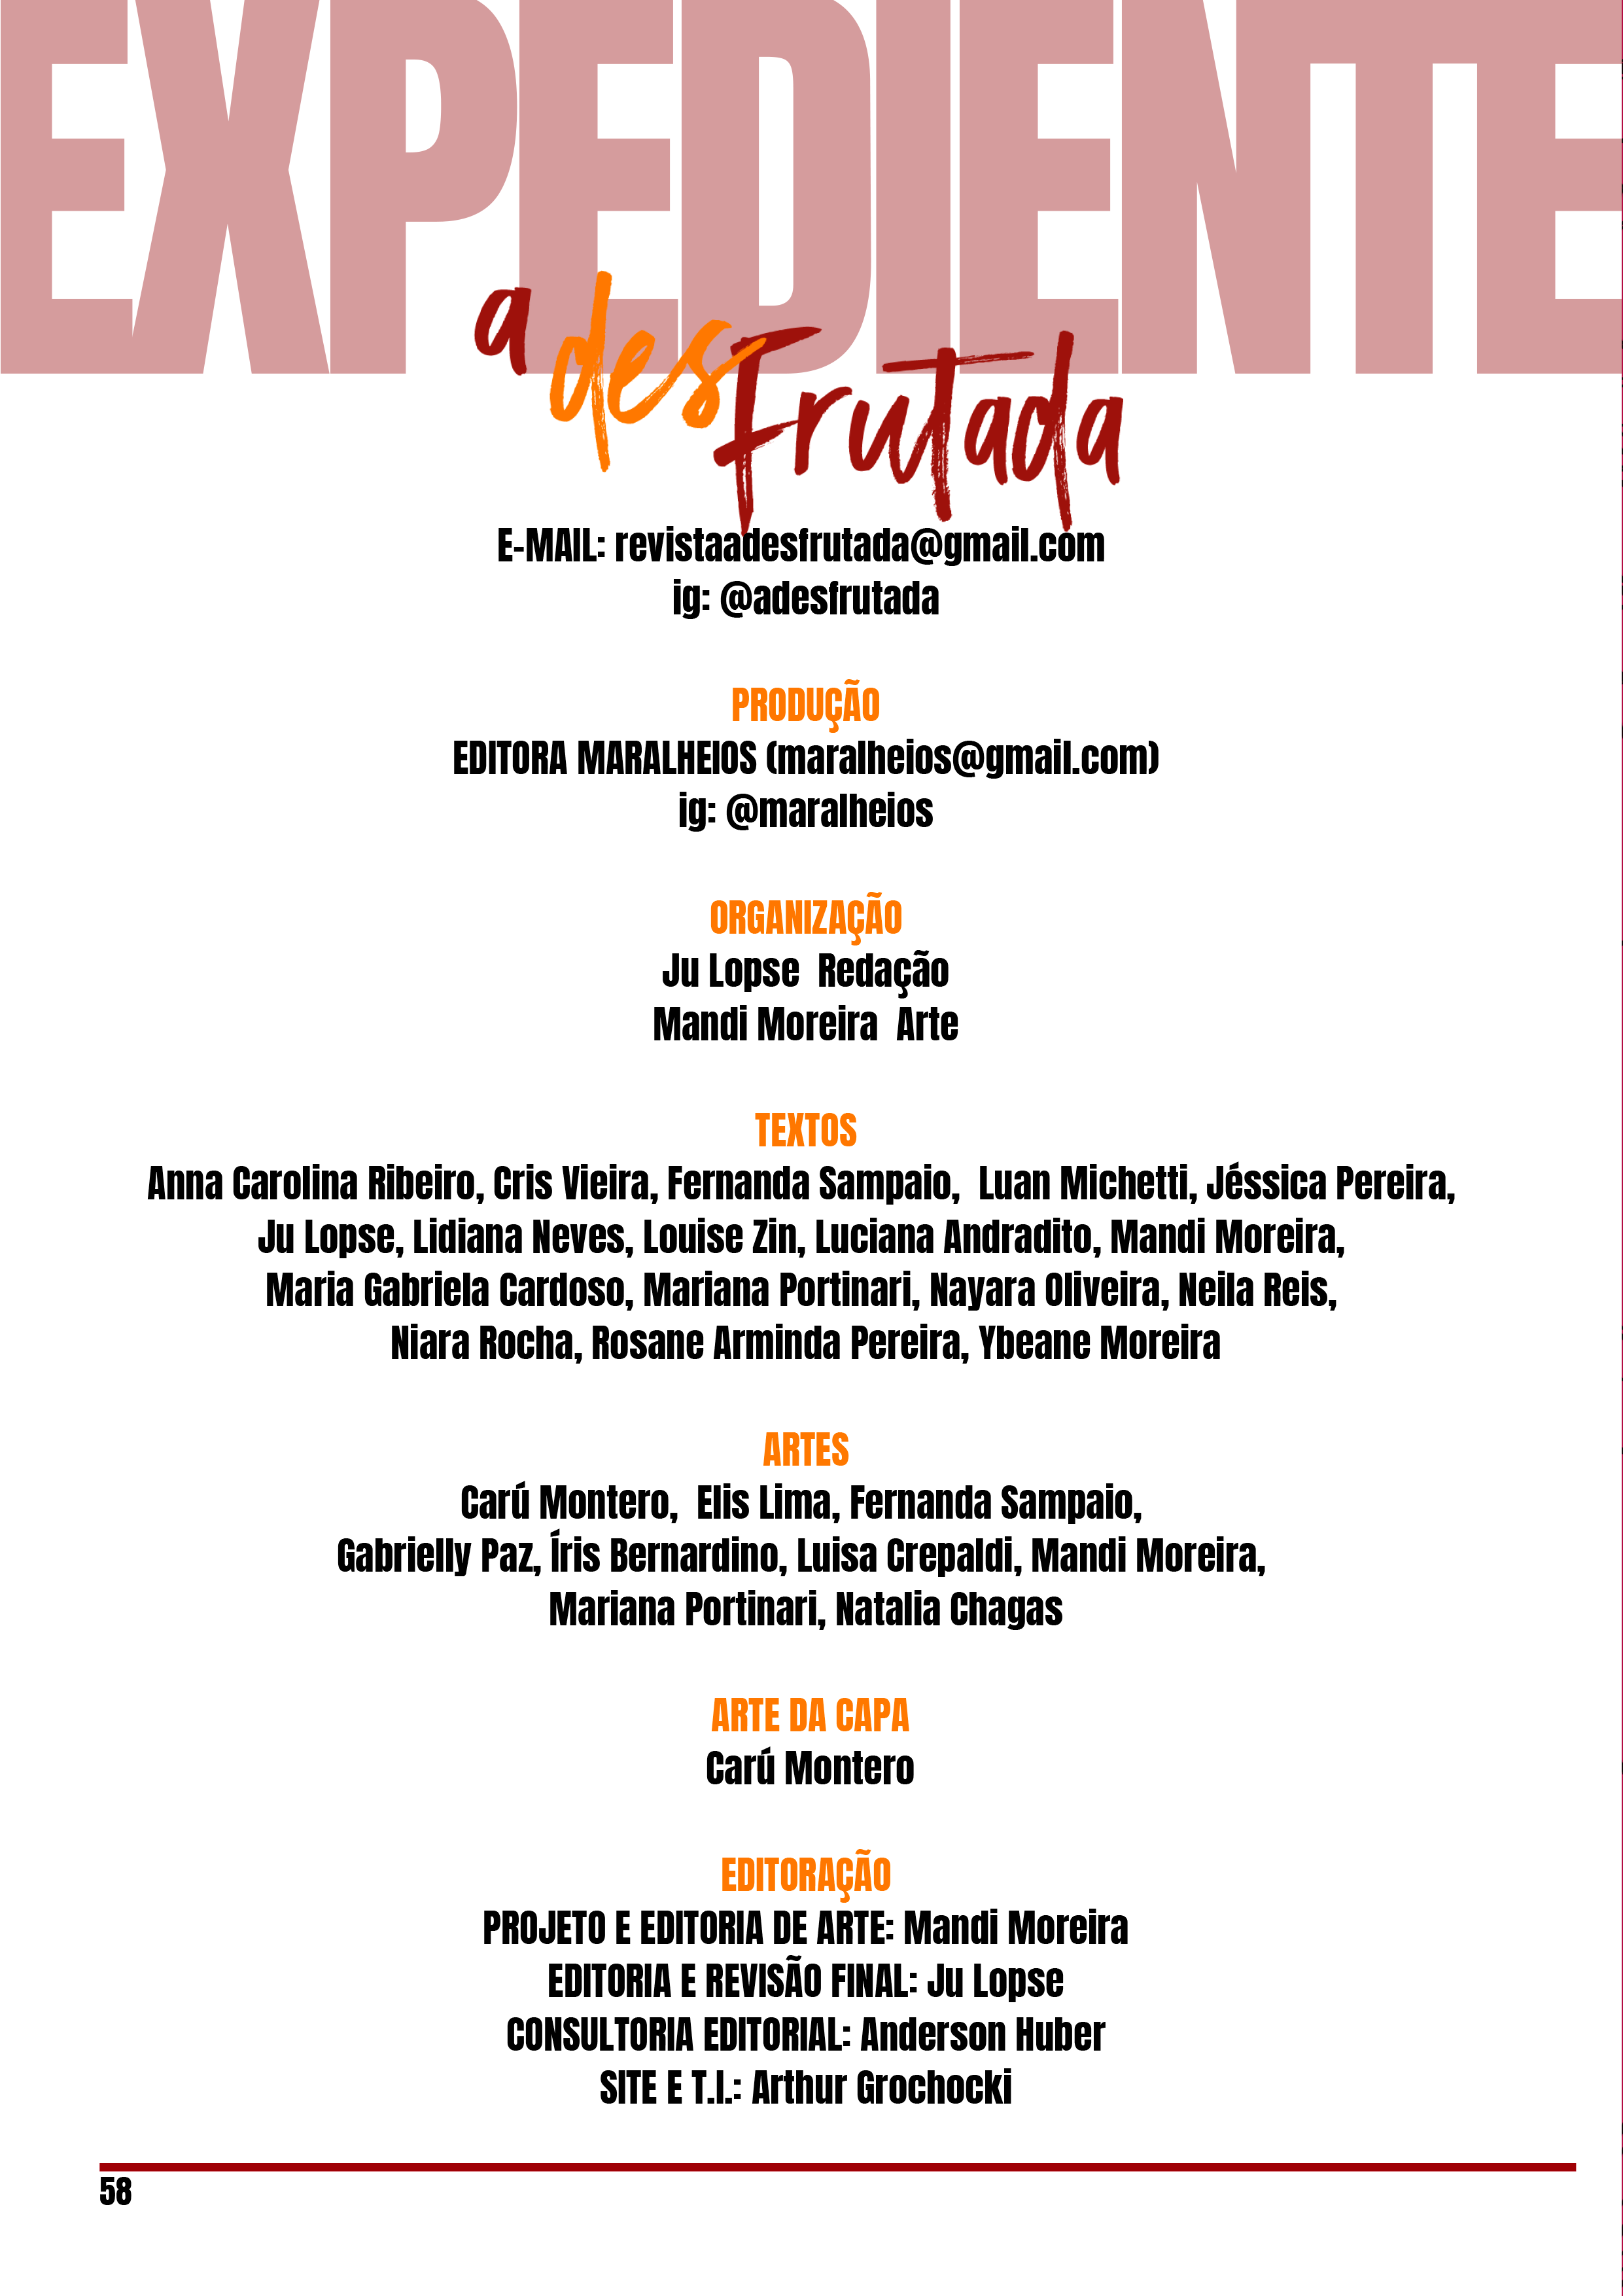 EXPEDIENTE
a desFrutada
E-MAIL: revistaadesfrutada@gmail.com
ig: @adesfrutada
PRODUÇÃO
EDITORA MARALHEIOS (maralheios@gmail.com)
ig: @maralheios
ORGANIZAÇÃO
Ju Lopse  Redação
Mandi Moreira  Arte
TEXTOS
Anna Carolina Ribeiro, Cris Vieira, Fernanda Sampaio,  Luan Michetti, Jéssica Pereira,
Ju Lopse, Lidiana Neves, Louise Zin, Luciana Andradito, Mandi Moreira,
Maria Gabriela Cardoso, Mariana Portinari, Nayara Oliveira, Neila Reis,
Niara Rocha, Rosane Arminda Pereira, Ybeane Moreira
ARTES
Carú Montero,  Elis Lima, Fernanda Sampaio,
Gabrielly Paz, Íris Bernardino, Luisa Crepaldi, Mandi Moreira,
Mariana Portinari, Natalia Chagas
ARTE DA CAPA
Carú Montero
EDITORAÇÃO
PROJETO E EDITORIA DE ARTE: Mandi Moreira
EDITORIA E REVISÃO FINAL: Ju Lopse
CONSULTORIA EDITORIAL: Anderson Huber
SITE E T.I.: Arthur Grochocki
58